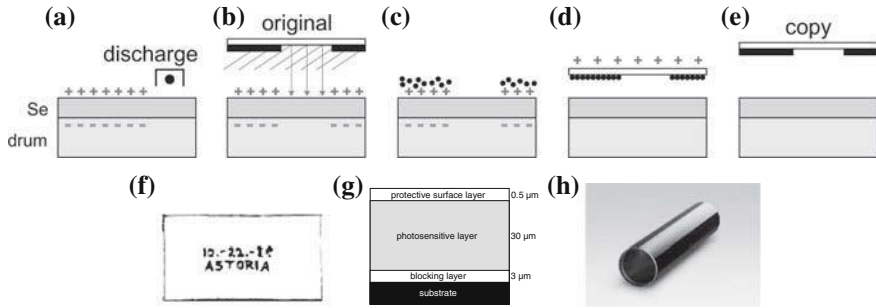 (a)
(b)
(c)
(d)
(e)
discharge
original
copy
+ + + + + + +
+ + + +
+ + +
+ + + +
+ + +
+ + + + + +
Se
drum
(f)
(g)
(h)
10.-22.-38
ASTORIA
protective surface layer
0.5 µm
photosensitive layer
30 µm
blocking layer
3 µm
substrate